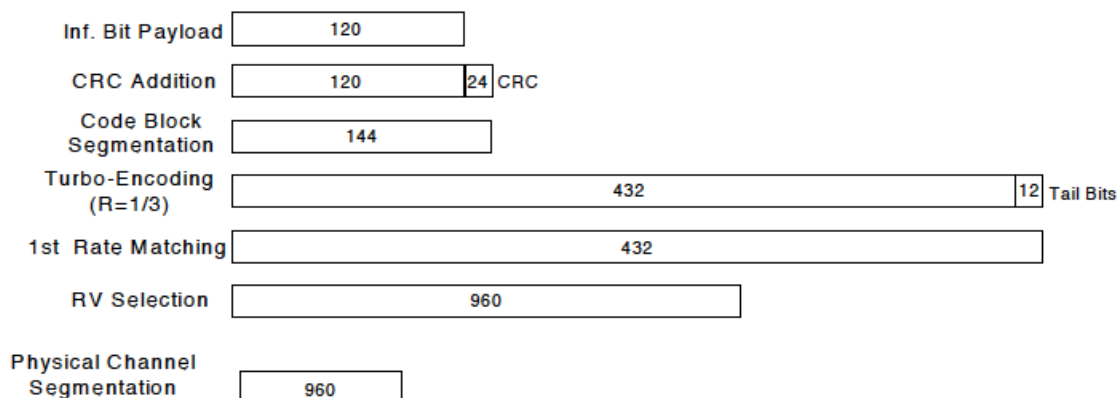 Inf. Bit Payload 120
CRC Addition 120 24 CRC
Code Block
Segmentation 144
Turbo-Encoding
(R=1/3) 432 12 Tail Bits
1st Rate Matching 432
RV Selection 960
Physical Channel
Segmentation 960